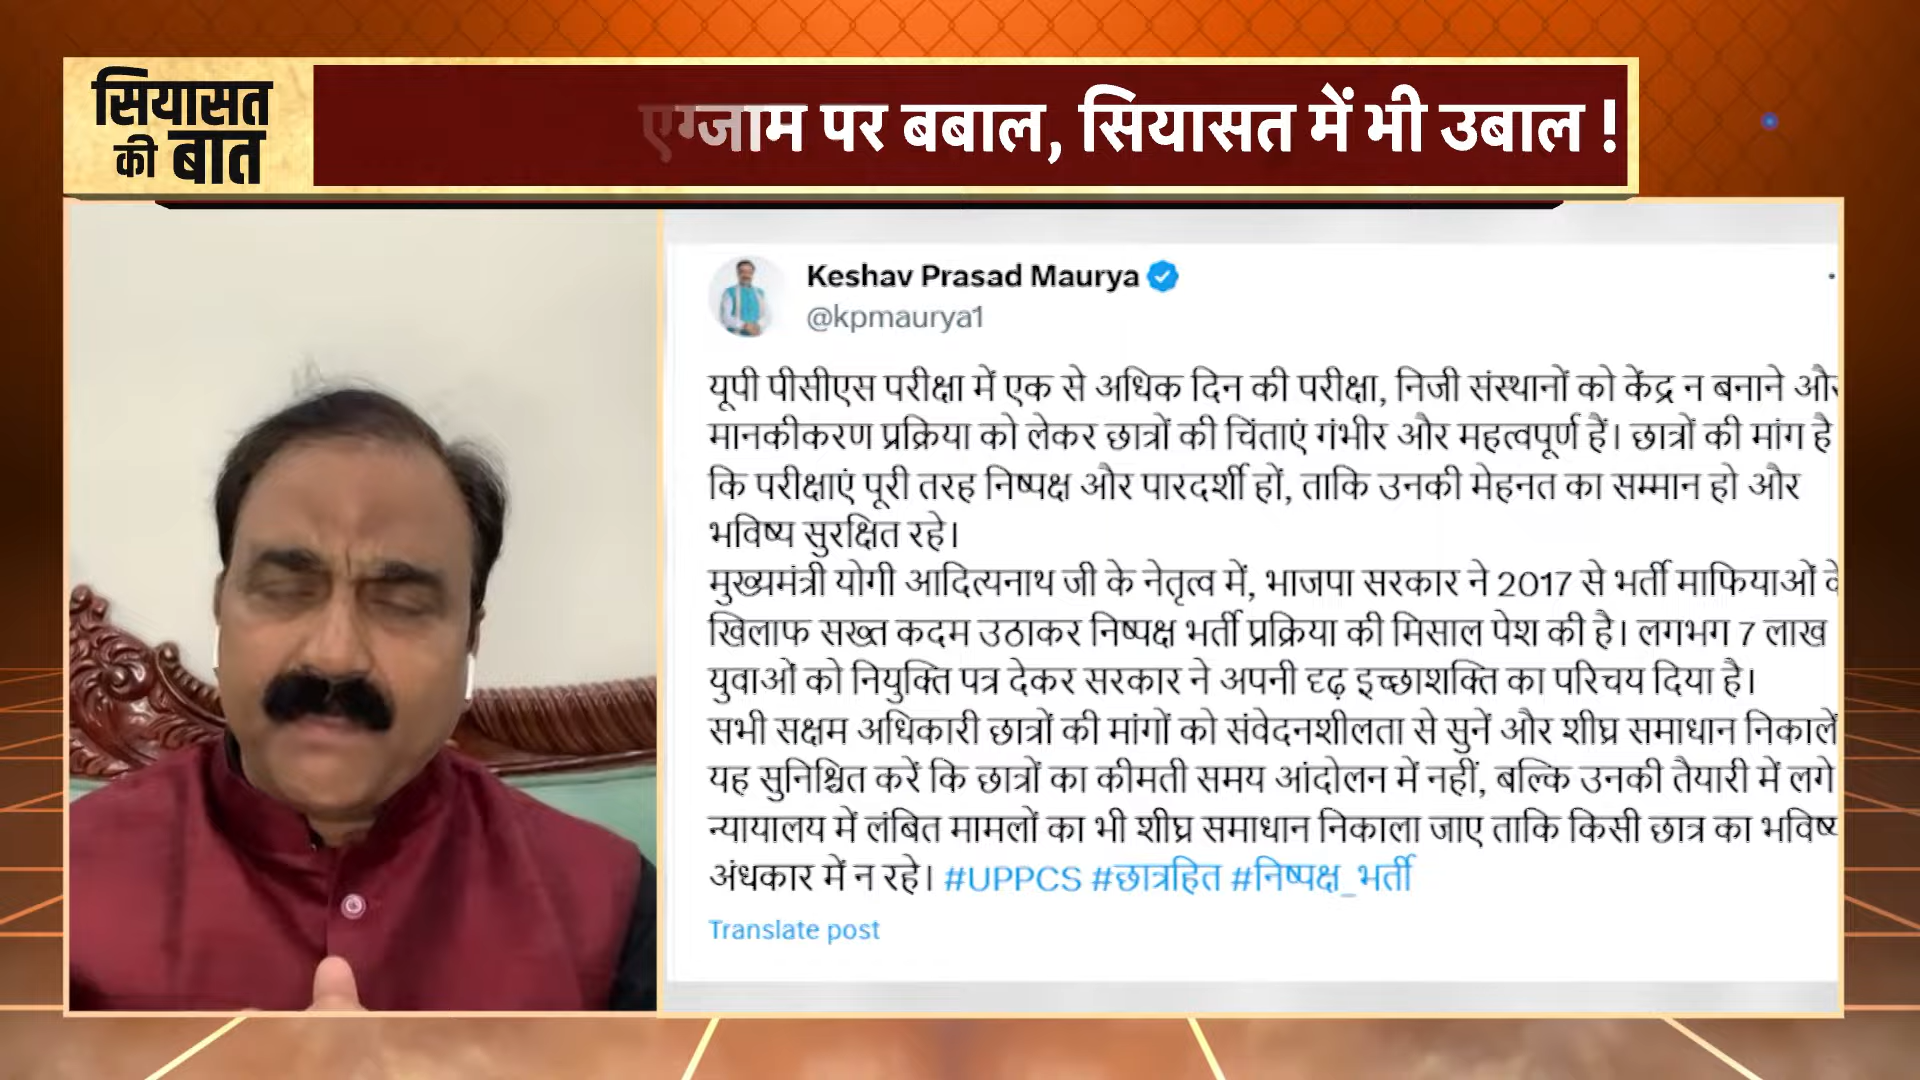 सियासत
की बात
एग्जाम पर बबाल, सियासत में भी उबाल !
Keshav Prasad Maurya
@kpmaurya1
यूपी पीसीएस परीक्षा में एक से अधिक दिन की परीक्षा, निजी संस्थानों को केंद्र न बनाने और
मानकीकरण प्रक्रिया को लेकर छात्रों की चिंताएं गंभीर और महत्वपूर्ण हैं। छात्रों की मांग है
कि परीक्षाएं पूरी तरह निष्पक्ष और पारदर्शी हों, ताकि उनकी मेहनत का सम्मान हो और
भविष्य सुरक्षित रहे।
मुख्यमंत्री योगी आदित्यनाथ जी के नेतृत्व में, भाजपा सरकार ने 2017 से भर्ती माफियाओं
खिलाफ सख्त कदम उठाकर निष्पक्ष भर्ती प्रक्रिया की मिसाल पेश की है। लगभग 7 लाख
युवाओं को नियुक्ति पत्र देकर सरकार ने अपनी दृढ़ इच्छाशक्ति का परिचय दिया है।
सभी सक्षम अधिकारी छात्रों की मांगों को संवेदनशीलता से सुनें और शीघ्र समाधान निकालें
यह सुनिश्चित करें कि छात्रों का कीमती समय आंदोलन में नहीं, बल्कि उनकी तैयारी में लगे
न्यायालय में लंबित मामलों का भी शीघ्र समाधान निकाला जाए ताकि किसी छात्र का भविष्य
अंधकार में न रहे। #UPPCS #छात्रहित #निष्पक्ष_भर्ती
Translate post